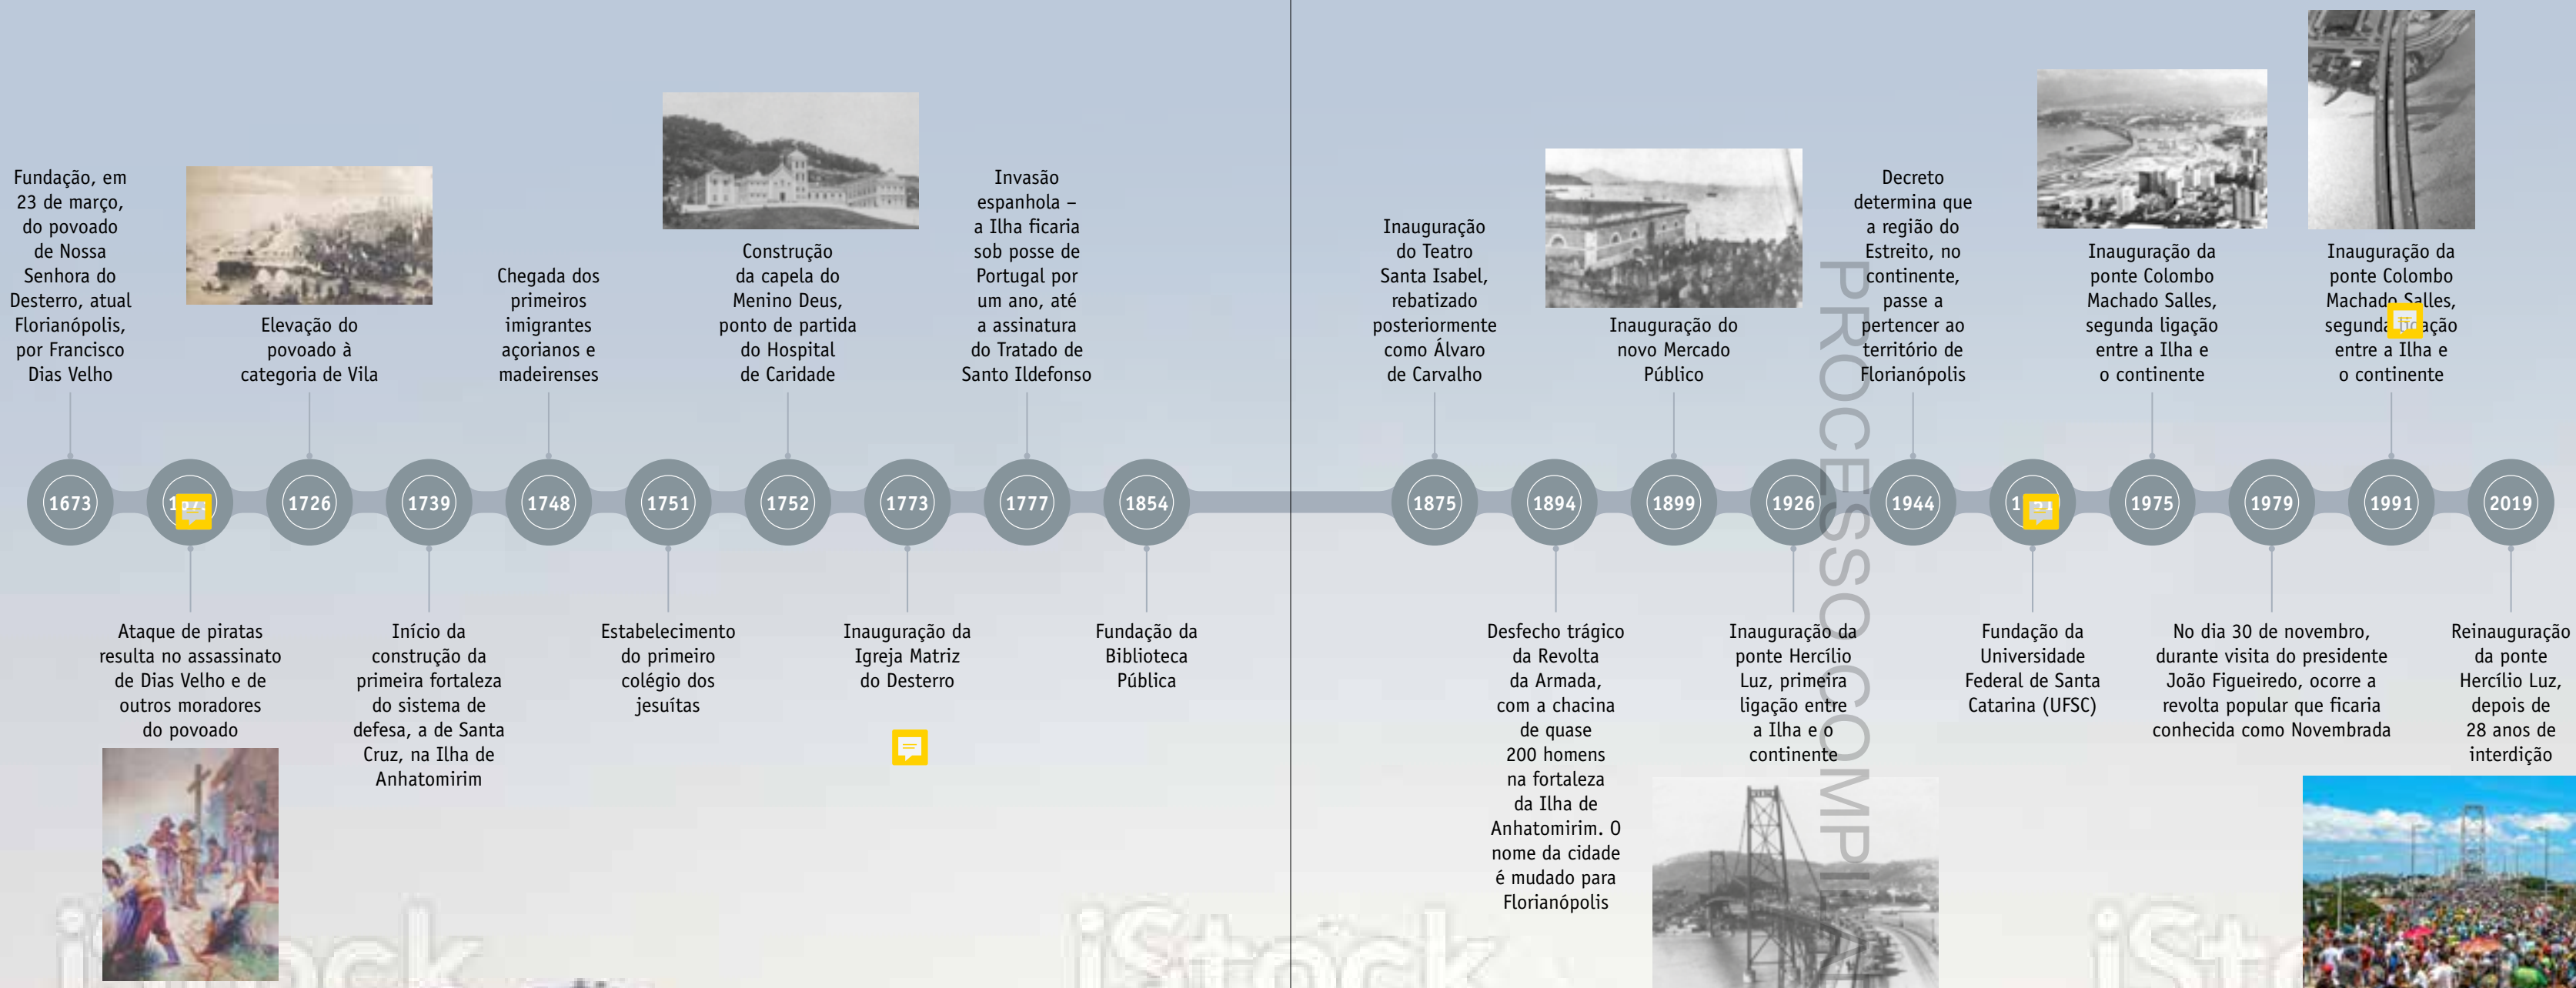 Fundação, em
23 de março,
do povoado
de Nossa
Senhora do
Desterro, atual
Florianópolis,
por Francisco
Dias Velho
Elevação do
povoado à
categoria de Vila
Chegada dos
primeiros
imigrantes
açorianos e
madeirenses
Construção
da capela do
Menino Deus,
ponto de partida
do Hospital
de Caridade
Invasão
espanhola –
a Ilha ficaria
sob posse de
Portugal por
um ano, até
a assinatura
do Tratado de
Santo Ildefonso
Inauguração
do Teatro
Santa Isabel,
rebatizado
posteriormente
como Álvaro
de Carvalho
Inauguração do
novo Mercado
Público
Decreto
determina que
a região do
Estreito, no
continente,
passe a
pertencer ao
território de
Florianópolis
Inauguração da
ponte Colombo
Machado Salles,
segunda ligação
entre a Ilha e
o continente
Inauguração da
ponte Colombo
Machado Salles,
segunda ligação
entre a Ilha e
o continente
1673
1726
1739
1748
1751
1752
1773
1777
1854
1875
1894
1899
1926
1944
1975
1979
1991
2019
Ataque de piratas
resulta no assassinato
de Dias Velho e de
outros moradores
do povoado
Início da
construção da
primeira fortaleza
do sistema de
defesa, a de Santa
Cruz, na Ilha de
Anhatomirim
Estabelecimento
do primeiro
colégio dos
jesuítas
Inauguração da
Igreja Matriz
do Desterro
Fundação da
Biblioteca
Pública
Desfecho trágico
da Revolta
da Armada,
com a chacina
de quase
200 homens
na fortaleza
da Ilha de
Anhatomirim. O
nome da cidade
é mudado para
Florianópolis
Inauguração da
ponte Hercílio
Luz, primeira
ligação entre
a Ilha e o
continente
Fundação da
Universidade
Federal de Santa
Catarina (UFSC)
No dia 30 de novembro,
durante visita do presidente
João Figueiredo, ocorre a
revolta popular que ficaria
conhecida como Novembrada
Reinauguração
da ponte
Hercílio Luz,
depois de
28 anos de
interdição
PROCESSO COMPL
iStock
iStock
iSto